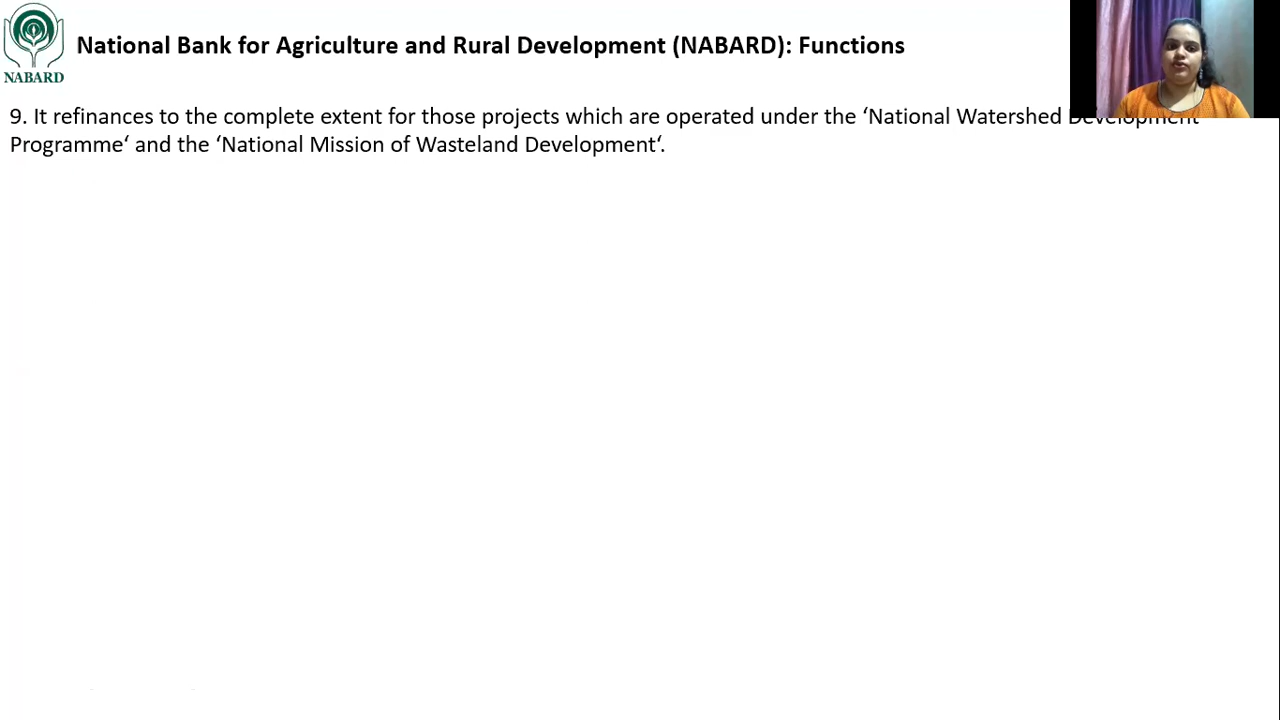 NABARD
National Bank for Agriculture and Rural Development (NABARD): Functions
9. It refinances to the complete extent for those projects which are operated under the ‘National Watershed Development
Programme‘ and the ‘National Mission of Wasteland Development‘.